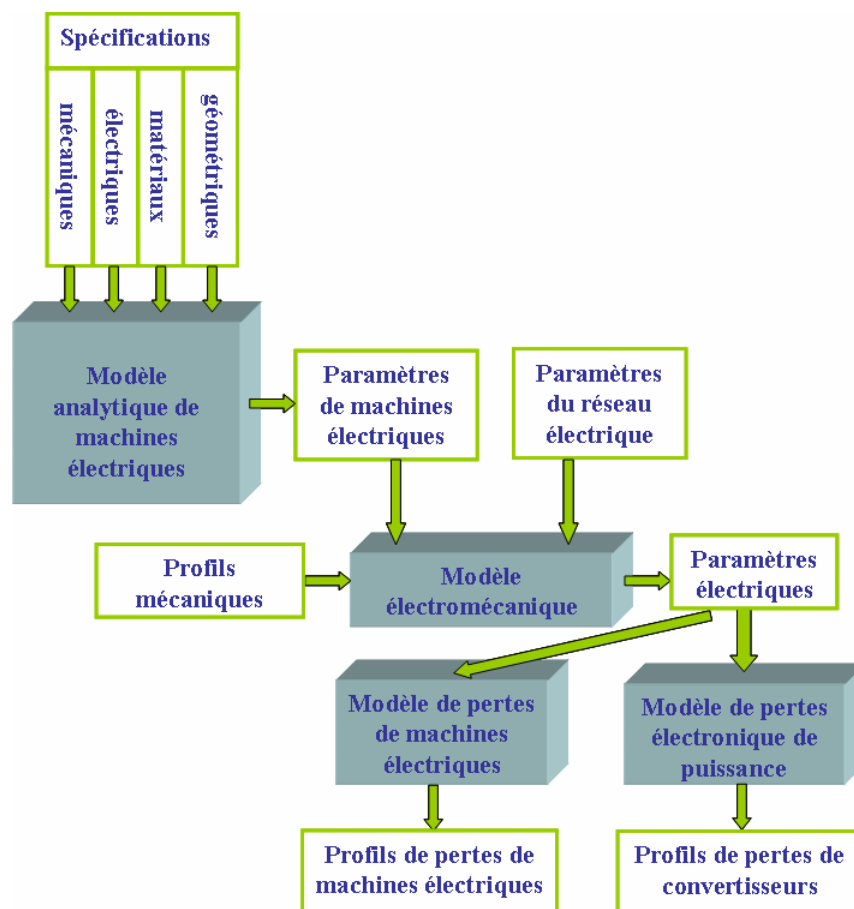 Spécifications
mécaniques
électriques
matériaux
géométriques
Modèle
analytique de
machines
électriques
Paramètres
de machines
électriques
Paramètres
du réseau
électrique
Profils
mécaniques
Modèle
électromécanique
Paramètres
électriques
Modèle de pertes
de machines
électriques
Modèle de pertes
électronique de
puissance
Profils de pertes de
machines électriques
Profils de pertes de
convertisseurs